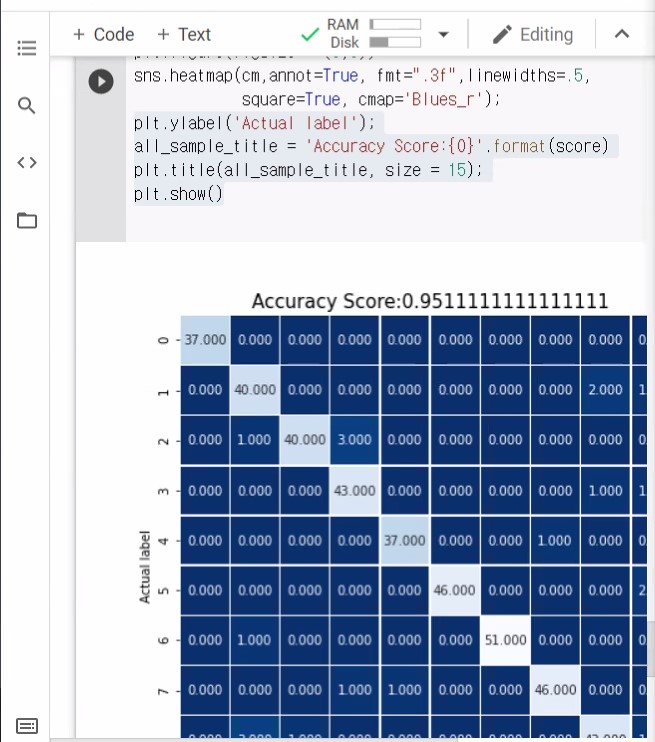 + Code + Text RAM Disk Editing
sns.heatmap(cm,annot=True, fmt=".3f",linewidths=.5,
square=True, cmap='Blues_r');
plt.ylabel('Actual label');
all_sample_title = 'Accuracy Score:{0}'.format(score)
plt.title(all_sample_title, size = 15);
plt.show()
Accuracy Score:0.9511111111111111
0 37.000 0.000 0.000 0.000 0.000 0.000 0.000 0.000 0.000 0.
1 0.000 40.000 0.000 0.000 0.000 0.000 0.000 0.000 2.000 1.
2 0.000 1.000 40.000 3.000 0.000 0.000 0.000 0.000 0.000 0.
3 0.000 0.000 0.000 43.000 0.000 0.000 0.000 0.000 1.000 1.
4 0.000 0.000 0.000 0.000 37.000 0.000 0.000 1.000 0.000 0.
Actual label
5 0.000 0.000 0.000 0.000 0.000 46.000 0.000 0.000 0.000 2.
6 0.000 1.000 0.000 0.000 0.000 0.000 51.000 0.000 0.000 0.
7 0.000 0.000 0.000 1.000 1.000 0.000 0.000 46.000 0.000 0.